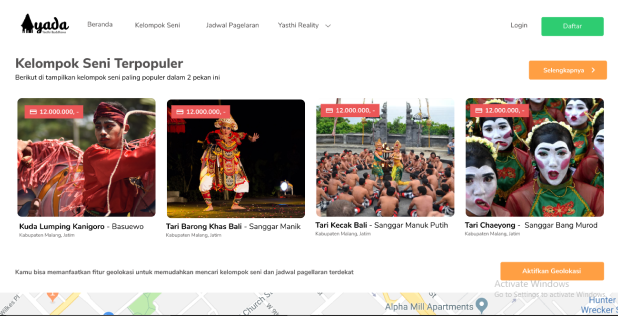 Ayada
Beranda
Kelompok Seni
Jadwal Pagelaran
Yasthi Reality
Login
Daftar
Kelompok Seni Terpopuler
Berikut di tampilkan kelompok seni paling populer dalam 2 pekan ini
Selengkapnya
12.000.000, -
12.000.000, -
12.000.000, -
12.000.000, -
Kuda Lumping Kanigoro - Basuewo
Kabupaten Malang, Jatim
Tari Barong Khas Bali - Sanggar Manik
Kabupaten Malang, Jatim
Tari Kecak Bali - Sanggar Manuk Putih
Kabupaten Malang, Jatim
Tari Chaeyong - Sanggar Bang Murod
Kabupaten Malang, Jatim
Kamu bisa memanfaatkan fitur geolokasi untuk memudahkan mencari kelompok seni dan jadwal pagellaran terdekat
Aktifkan Geolokasi
Activate Windows
Go to Settings to activate Windows.
Church S
Alpha Mill Apartments
Hunter
Wrecker S